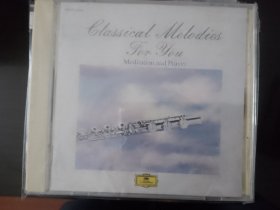 Classical Melodies
For You
Meditation and Prayer